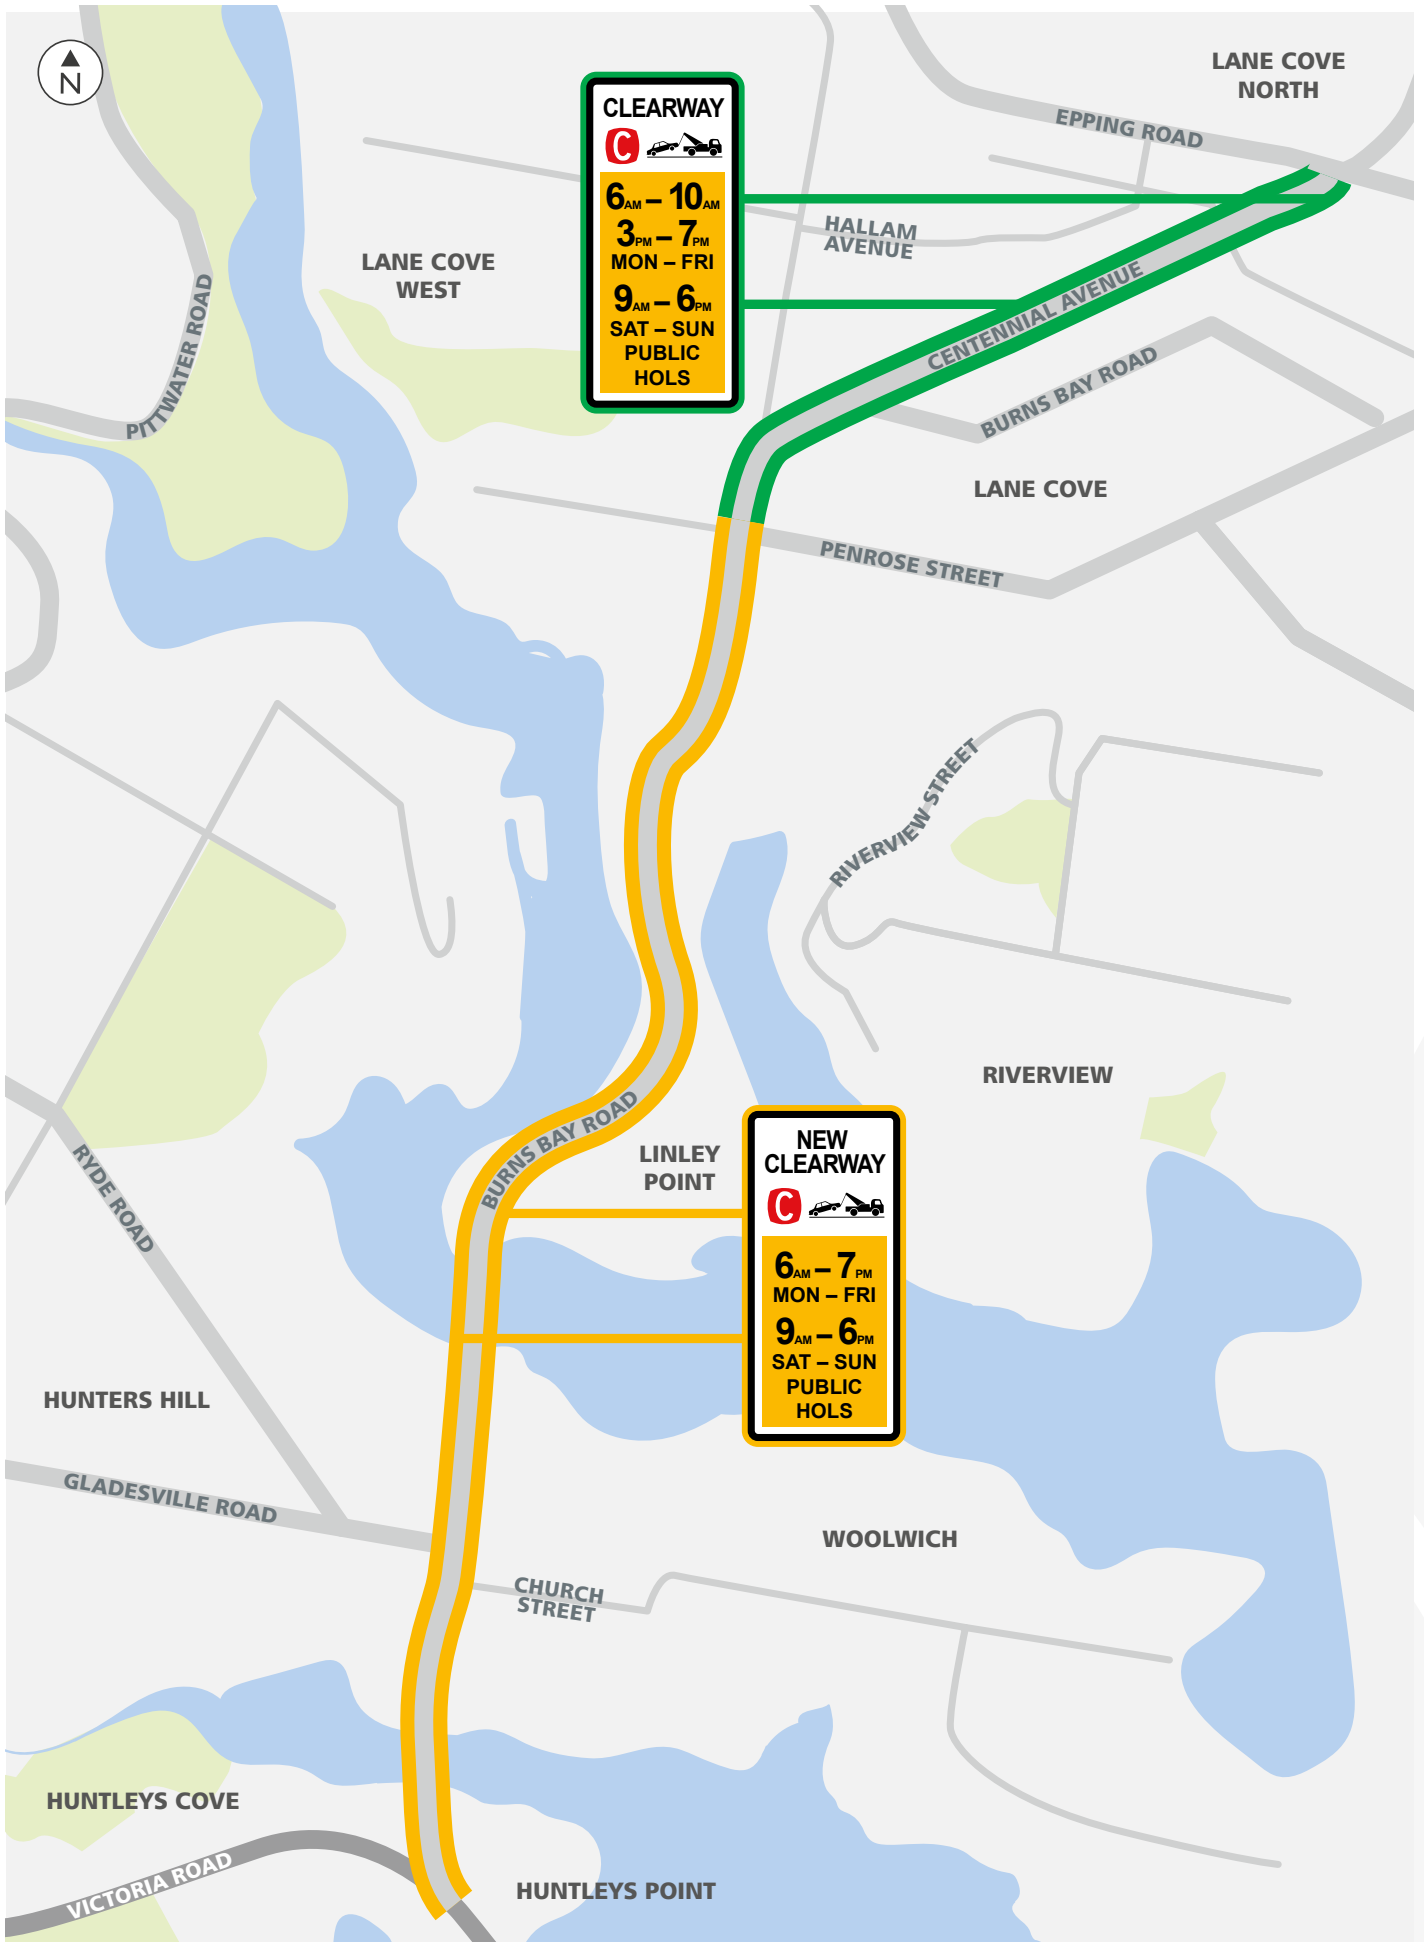 N
LANE COVE
NORTH
EPPING ROAD
CLEARWAY
C
6AM – 10AM
3PM – 7PM
MON – FRI
9AM – 6PM
SAT – SUN
PUBLIC
HOLS
HALLAM
AVENUE
LANE COVE
WEST
PITTWATER ROAD
CENTENNIAL AVENUE
BURNS BAY ROAD
LANE COVE
PENROSE STREET
RIVERVIEW STREET
RIVERVIEW
BURNS BAY ROAD
LINLEY
POINT
NEW
CLEARWAY
C
6AM – 7PM
MON – FRI
9AM – 6PM
SAT – SUN
PUBLIC
HOLS
RYDE ROAD
HUNTERS HILL
GLADESVILLE ROAD
WOOLWICH
CHURCH
STREET
HUNTLEYS COVE
VICTORIA ROAD
HUNTLEYS POINT